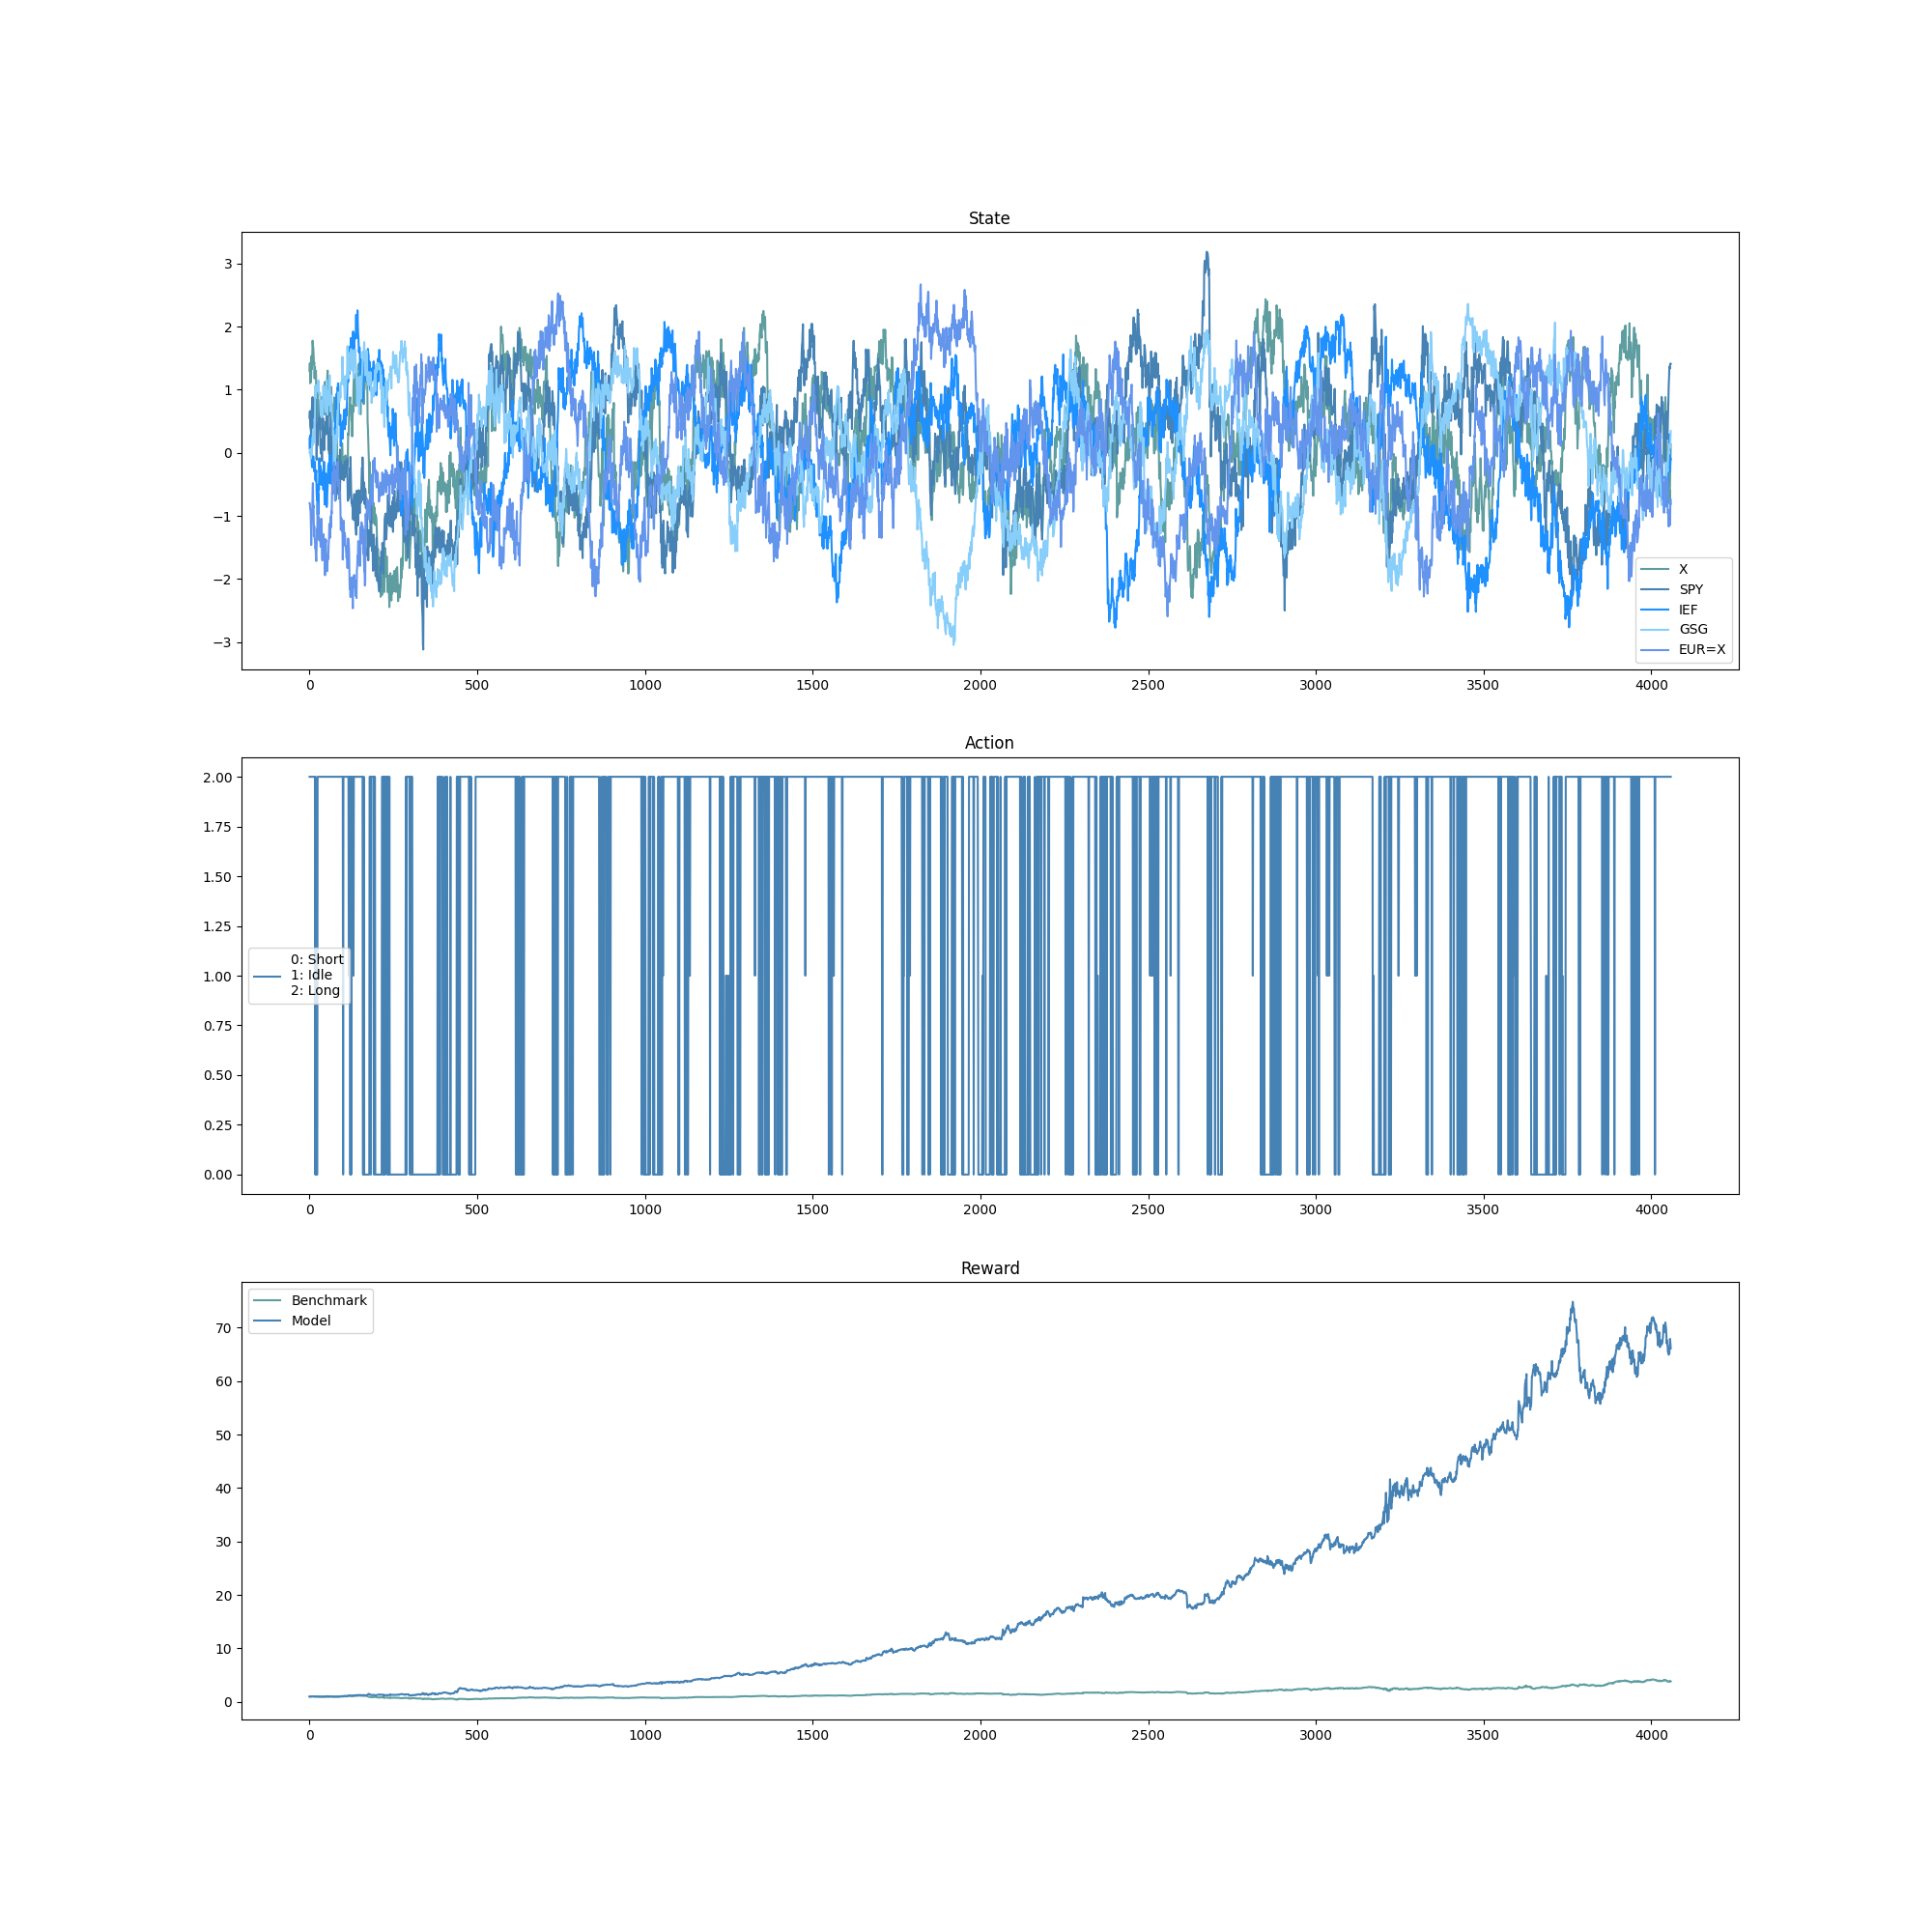 State
3
2
1
0
−1
−2
−3
X
SPY
IEF
GSG
EUR=X
0 500 1000 1500 2000 2500 3000 3500 4000
Action
2.00
1.75
1.50
1.25
1.00
0.75
0.50
0.25
0.00
0: Short
1: Idle
2: Long
0 500 1000 1500 2000 2500 3000 3500 4000
Reward
Benchmark
Model
70
60
50
40
30
20
10
0
0 500 1000 1500 2000 2500 3000 3500 4000